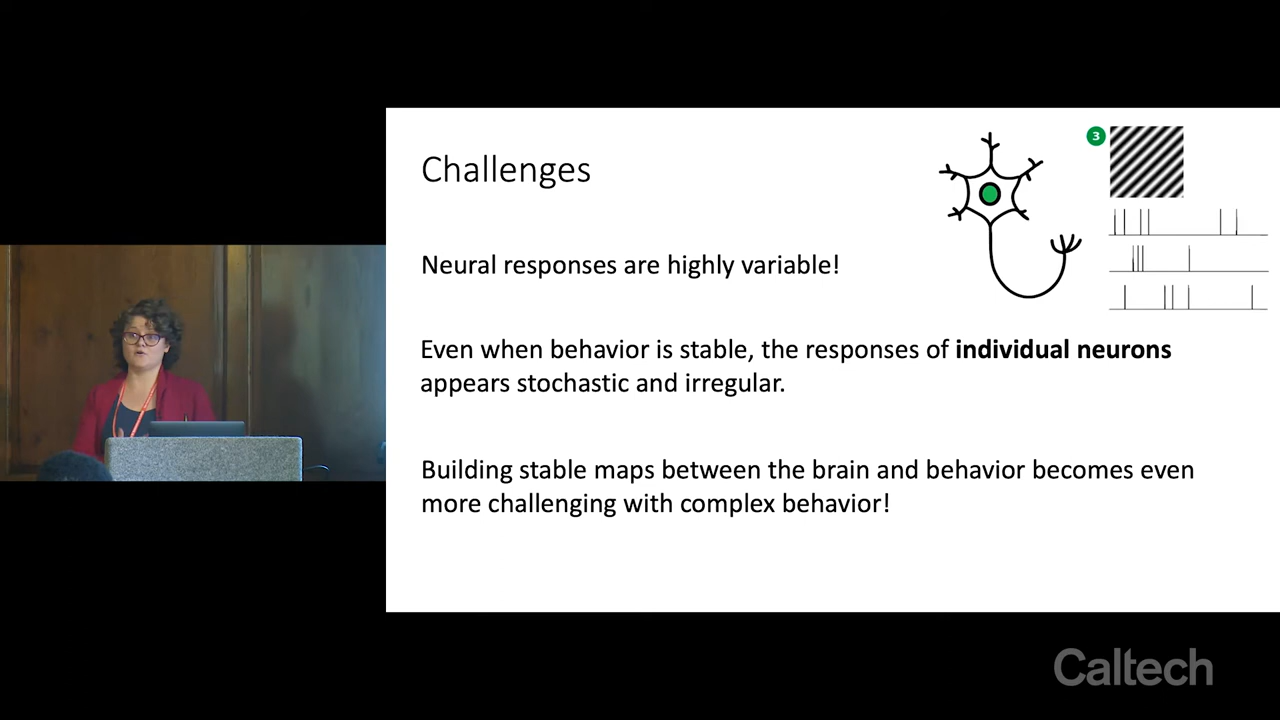 Challenges
3
Neural responses are highly variable!
Even when behavior is stable, the responses of individual neurons
appears stochastic and irregular.
Building stable maps between the brain and behavior becomes even
more challenging with complex behavior!
Caltech